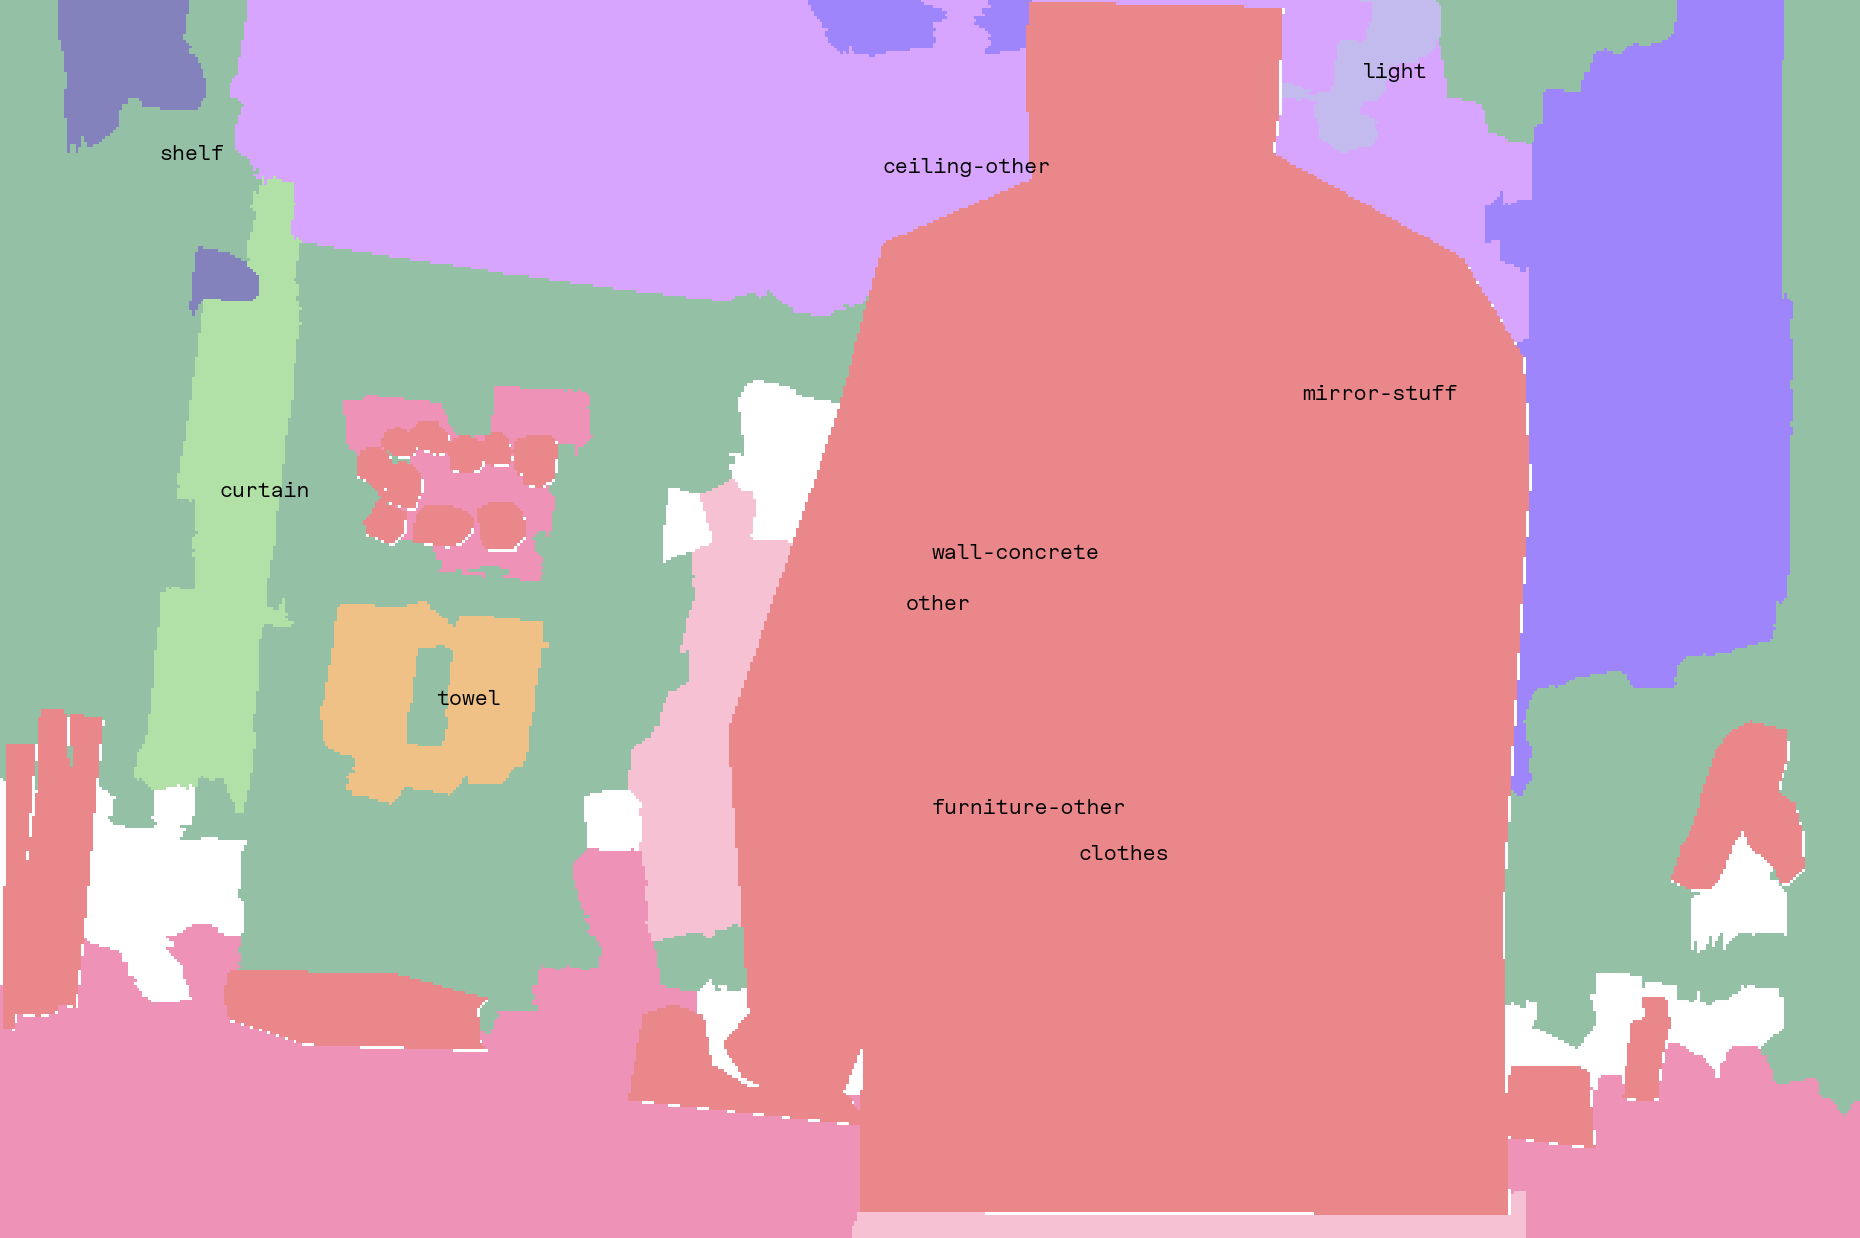 light
shelf
ceiling-other
mirror-stuff
curtain
wall-concrete
other
towel
furniture-other
clothes